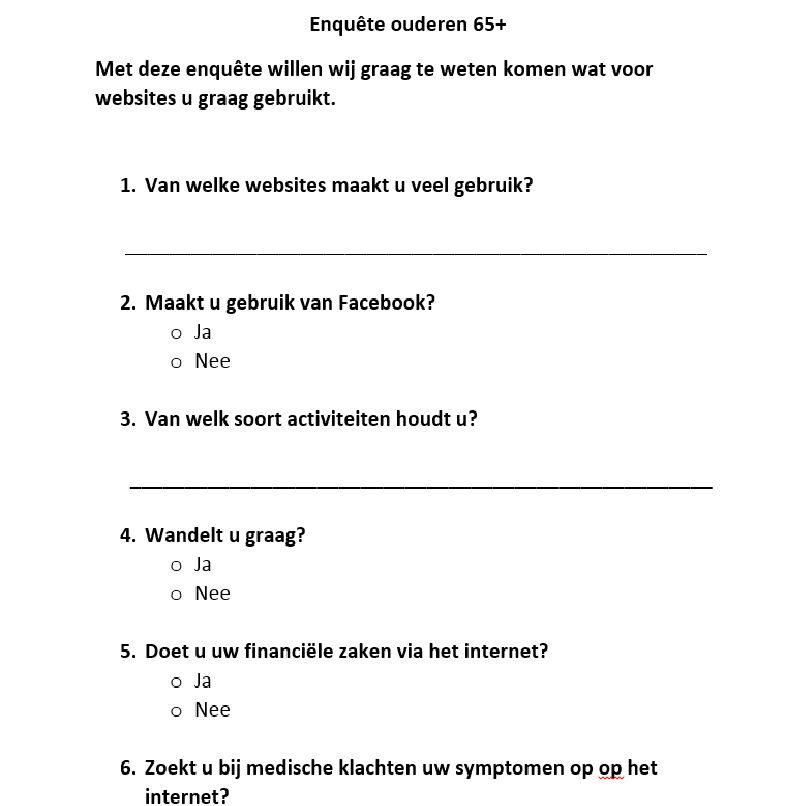 Enquête ouderen 65+
Met deze enquête willen wij graag te weten komen wat voor
websites u graag gebruikt.
1. Van welke websites maakt u veel gebruik?
2. Maakt u gebruik van Facebook?
o Ja
o Nee
3. Van welk soort activiteiten houdt u?
4. Wandelt u graag?
o Ja
o Nee
5. Doet u uw financiële zaken via het internet?
o Ja
o Nee
6. Zoekt u bij medische klachten uw symptomen op op het
internet?